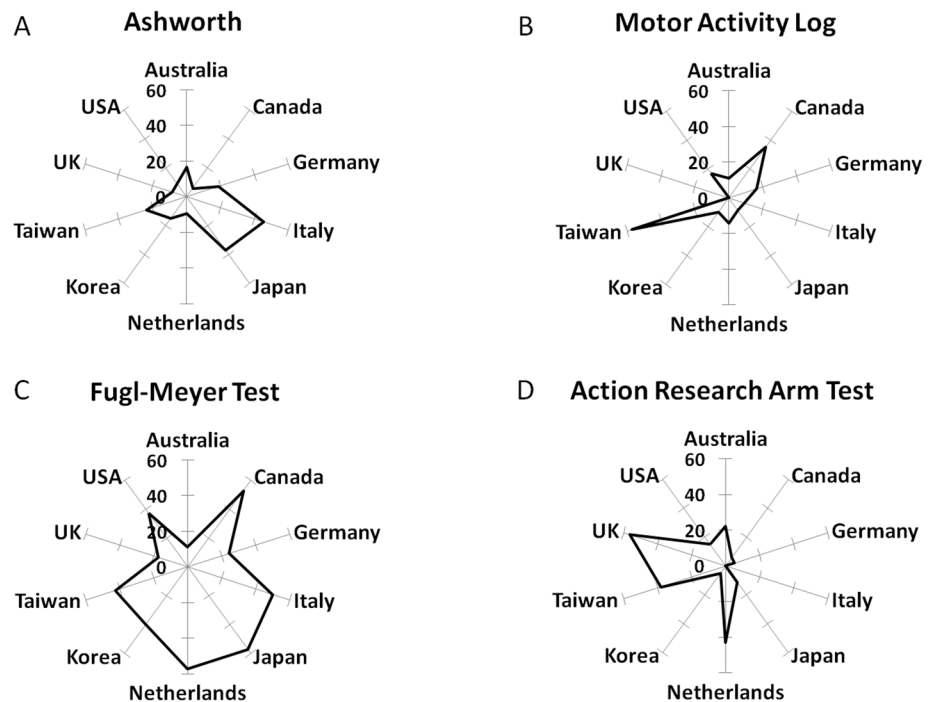 A
Ashworth
Australia
60
40
20
0
USA
Canada
UK
Germany
Taiwan
Italy
Korea
Japan
Netherlands
B
Motor Activity Log
Australia
60
40
20
0
USA
Canada
UK
Germany
Taiwan
Italy
Korea
Japan
Netherlands
C
Fugl-Meyer Test
Australia
60
40
20
0
USA
Canada
UK
Germany
Taiwan
Italy
Korea
Japan
Netherlands
D
Action Research Arm Test
Australia
60
40
20
0
USA
Canada
UK
Germany
Taiwan
Italy
Korea
Japan
Netherlands